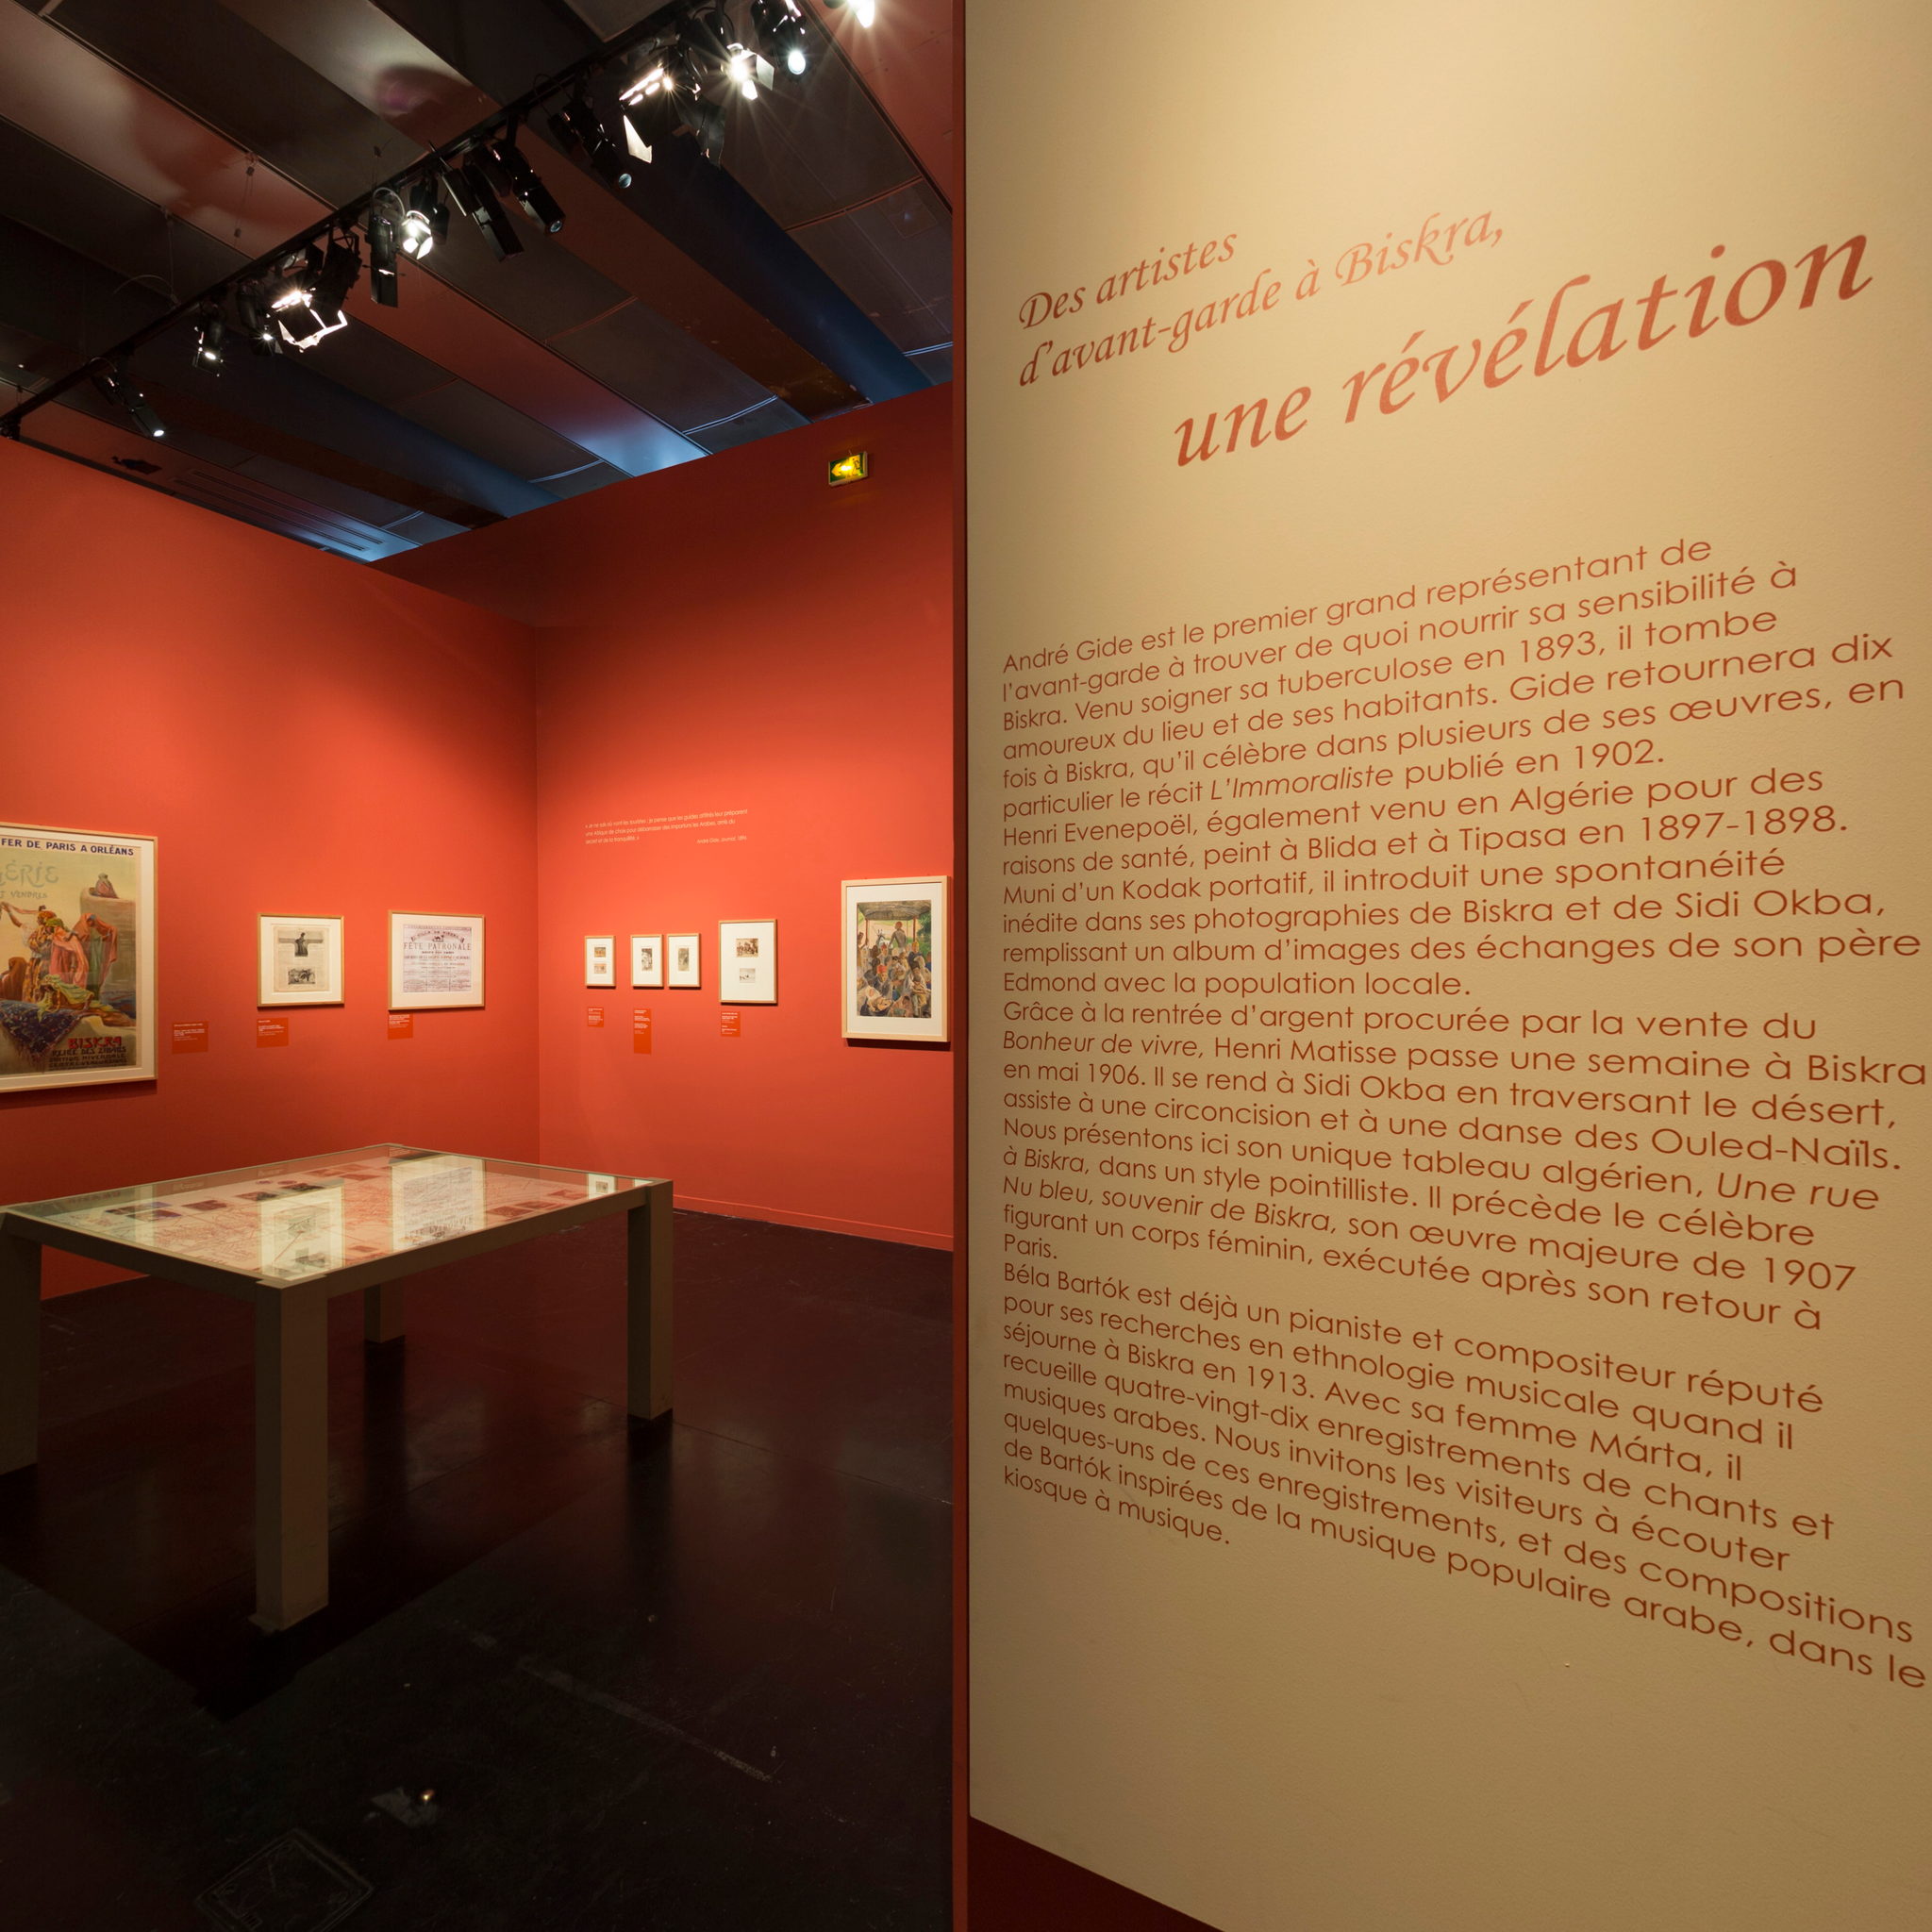 FER DE PARIS A ORLÉANS
BISKRA
FÊTE PATRONALE
Des artistes
d'avant-garde à Biskra,
une révélation
André Gide est le premier grand représentant de
l'avant-garde à trouver de quoi nourrir sa sensibilité à
Biskra. Venu soigner sa tuberculose en 1893, il tombe
amoureux du lieu et de ses habitants. Gide retournera dix
fois à Biskra, qu'il célèbre dans plusieurs de ses œuvres, en
particulier le récit L'Immoraliste publié en 1902.
Henri Evenepoël, également venu en Algérie pour des
raisons de santé, peint à Blida et à Tipasa en 1897-1898.
Muni d'un Kodak portatif, il introduit une spontanéité
inédite dans ses photographies de Biskra et de Sidi Okba,
remplissant un album d'images des échanges de son père
Edmond avec la population locale.
Grâce à la rentrée d'argent procurée par la vente du
Bonheur de vivre, Henri Matisse passe une semaine à Biskra
en mai 1906. Il se rend à Sidi Okba en traversant le désert,
assiste à une circoncision et à une danse des Ouled-Naïls.
Nous présentons ici son unique tableau algérien, Une rue
à Biskra, dans un style pointilliste. Il précède le célèbre
Nu bleu, souvenir de Biskra, son œuvre majeure de 1907
figurant un corps féminin, exécutée après son retour à
Paris.
Béla Bartók est déjà un pianiste et compositeur réputé
pour ses recherches en ethnologie musicale quand il
séjourne à Biskra en 1913. Avec sa femme Márta, il
recueille quatre-vingt-dix enregistrements de chants et
musiques arabes. Nous invitons les visiteurs à écouter
quelques-uns de ces enregistrements, et des compositions
de Bartók inspirées de la musique populaire arabe, dans le
kiosque à musique.